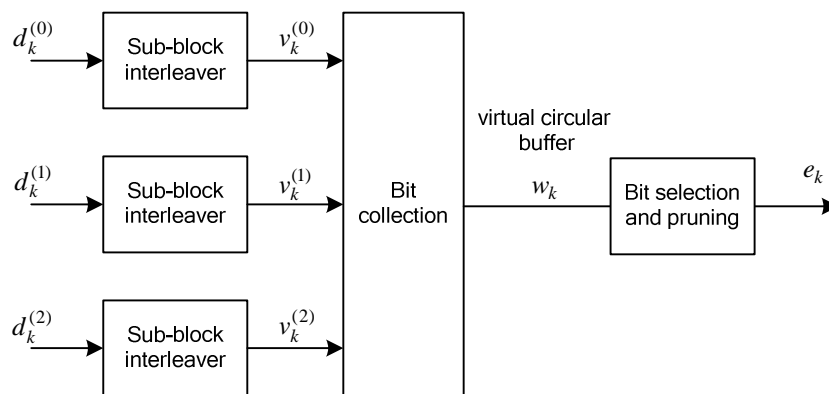 d_k^{(0)}
Sub-block
interleaver
v_k^{(0)}
d_k^{(1)}
Sub-block
interleaver
v_k^{(1)}
d_k^{(2)}
Sub-block
interleaver
v_k^{(2)}
Bit
collection
virtual circular
buffer
w_k
Bit selection
and pruning
e_k